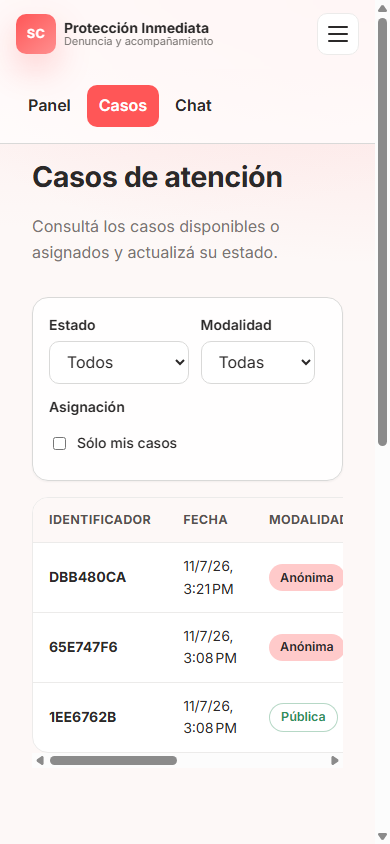 SC
Protección Inmediata
Denuncia y acompañamiento
Panel
Casos
Chat
Casos de atención
Consultá los casos disponibles o
asignados y actualizá su estado.
Estado
Modalidad
Todos
Todas
Asignación
Sólo mis casos
IDENTIFICADOR
FECHA
MODALIDAD
DBB480CA
11/7/26,
3:21 PM
Anónima
65E747F6
11/7/26,
3:08 PM
Anónima
1EE6762B
11/7/26,
3:08 PM
Pública